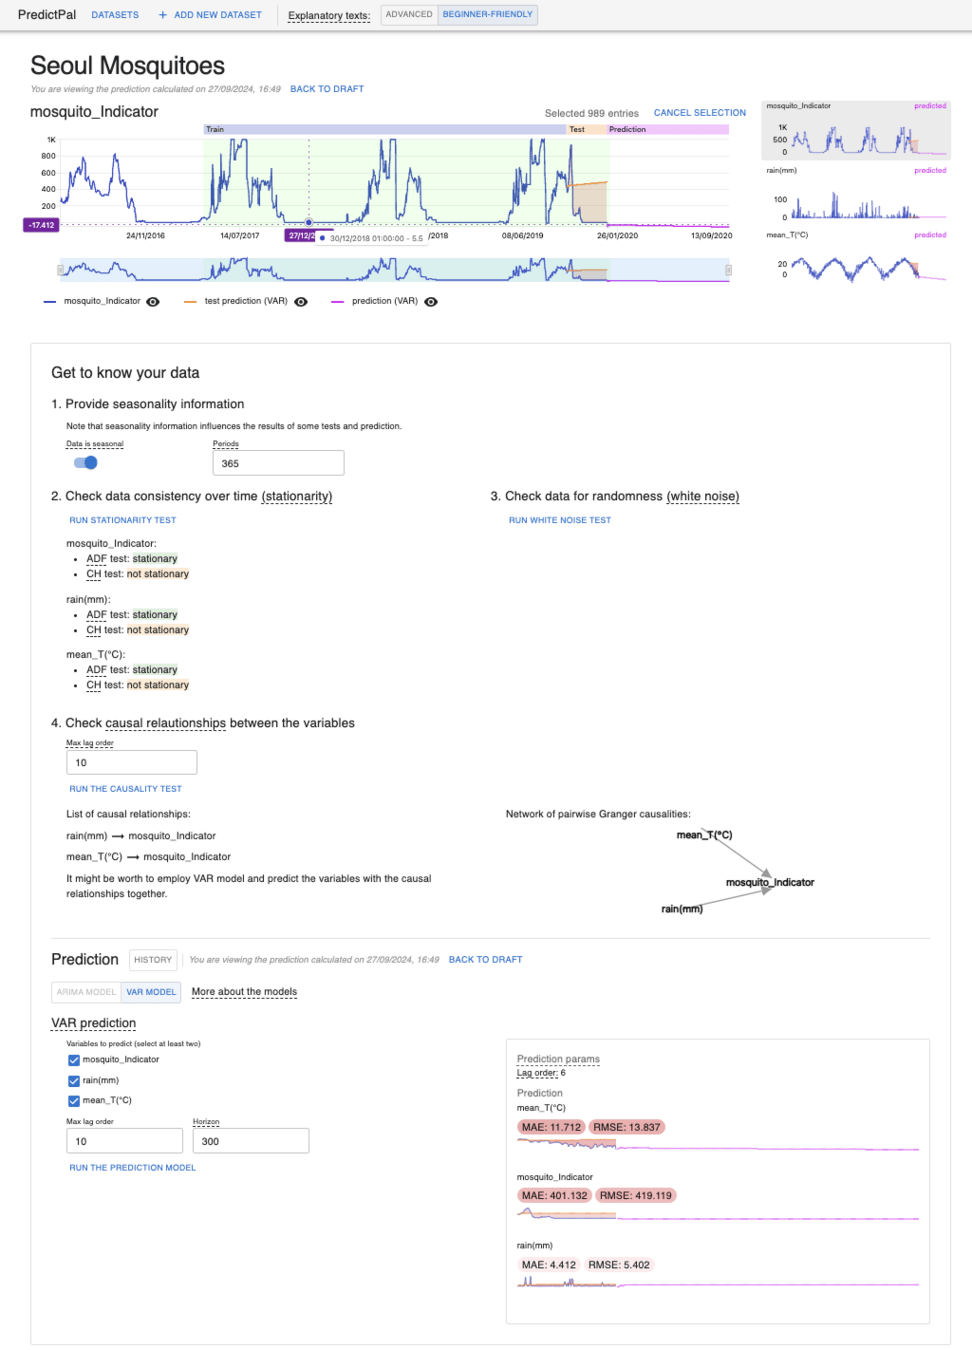 PredictPal DATASETS + ADD NEW DATASET Explanatory texts: ADVANCED BEGINNER-FRIENDLY
Seoul Mosquitoes
You are viewing the prediction calculated on 27/09/2024, 16:49 BACK TO DRAFT
mosquito_Indicator Selected 989 entries CANCEL SELECTION
Train Test Prediction
1K
800
600
400
200
-17.412
24/11/2016 14/07/2017 27/12/2 /2018 08/06/2019 26/01/2020 13/09/2020
30/12/2018 01:00:00 - 5.5
mosquito_Indicator test prediction (VAR) prediction (VAR)
mosquito_Indicator predicted
1K
500
0
rain(mm) predicted
100
0
mean_T(°C) predicted
20
0
Get to know your data
1. Provide seasonality information
Note that seasonality information influences the results of some tests and prediction.
Data is seasonal Periods
365
2. Check data consistency over time (stationarity)
RUN STATIONARITY TEST
mosquito_Indicator:
• ADF test: stationary
• CH test: not stationary
rain(mm):
• ADF test: stationary
• CH test: not stationary
mean_T(°C):
• ADF test: stationary
• CH test: not stationary
3. Check data for randomness (white noise)
RUN WHITE NOISE TEST
4. Check causal relautionships between the variables
Max lag order
10
RUN THE CAUSALITY TEST
List of causal relationships:
rain(mm) → mosquito_Indicator
mean_T(°C) → mosquito_Indicator
It might be worth to employ VAR model and predict the variables with the causal
relationships together.
Network of pairwise Granger causalities:
mean_T(°C)
mosquito_Indicator
rain(mm)
Prediction HISTORY You are viewing the prediction calculated on 27/09/2024, 16:49 BACK TO DRAFT
ARIMA MODEL VAR MODEL More about the models
VAR prediction
Variables to predict (select at least two)
mosquito_Indicator
rain(mm)
mean_T(°C)
Max lag order Horizon
10 300
RUN THE PREDICTION MODEL
Prediction params
Lag order: 6
Prediction
mean_T(°C)
MAE: 11.712 RMSE: 13.837
mosquito_Indicator
MAE: 401.132 RMSE: 419.119
rain(mm)
MAE: 4.412 RMSE: 5.402